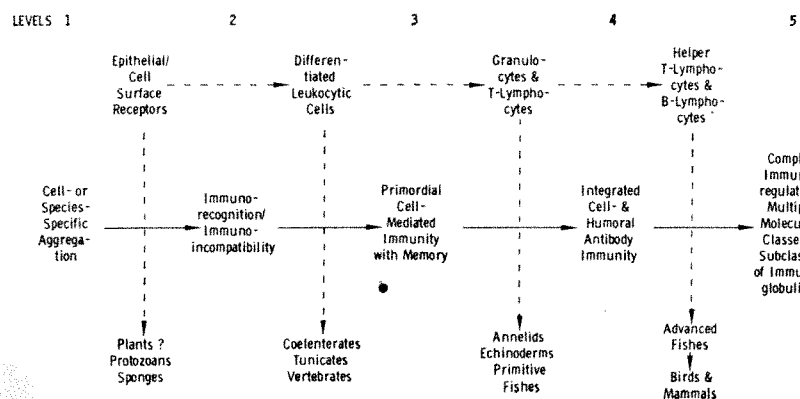 LEVELS 1 2 3 4 5
Epithelial/
Cell
Surface
Receptors
Differen-
tiated
Leukocytic
Cells
Granulo-
cytes &
T-Lympho-
cytes
Helper
T-Lympho-
cytes &
B-Lympho-
cytes
Cell- or
Species-
Specific
Aggrega-
tion
Immuno-
recognition/
Immuno-
incompatibility
Primordial
Cell-
Mediated
Immunity
with Memory
Integrated
Cell- &
Humoral
Antibody
Immunity
Compl
Immu
regulat
Multip
Molecu
Classe
Subclas
of Immu
globuli
Plants ?
Protozoans
Sponges
Coelenterates
Tunicates
Vertebrates
Annelids
Echinoderms
Primitive
Fishes
Advanced
Fishes
Birds &
Mammals